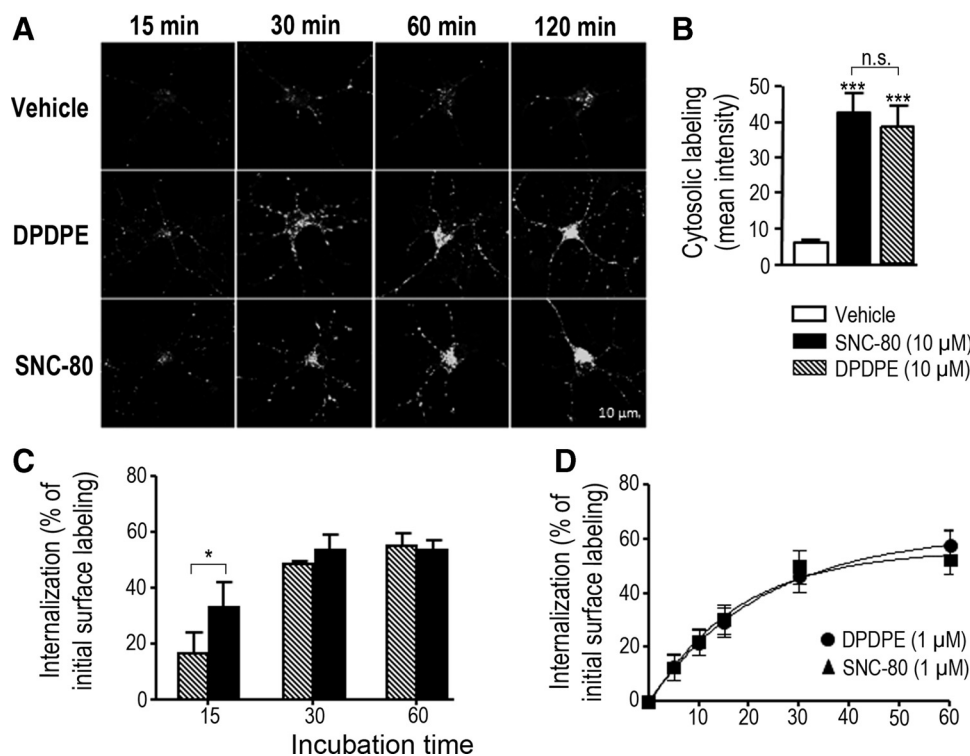 A
15 min 30 min 60 min 120 min
Vehicle
DPDPE
SNC-80
10 µm.
B
n.s.
*** ***
Cytosolic labeling
(mean intensity)
50
40
30
20
10
0
Vehicle
SNC-80 (10 µM)
DPDPE (10 µM)
C
Internalization (% of
initial surface labeling)
80
60
40
20
0
*
15 30 60
Incubation time
D
Internalization (% of
initial surface labeling)
80
60
40
20
0
DPDPE (1 µM)
SNC-80 (1 µM)
10 20 30 40 50 60